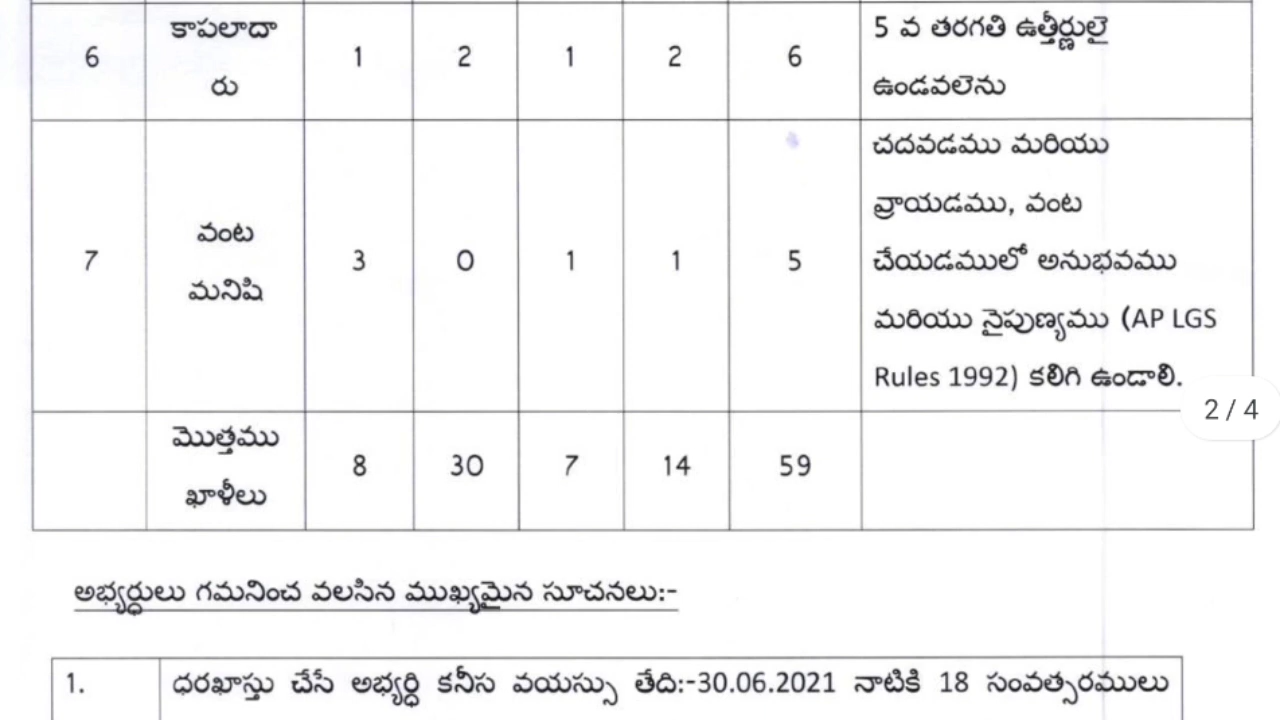 6 కాపలాదా 1 2 1 2 6 5 వ తరగతి ఉత్తీర్ణులై
రు ఉండవలెను
చదవడము మరియు
వ్రాయడము, వంట
7 వంట 3 0 1 1 5 చేయడములో అనుభవము
మనిషి మరియు నైపుణ్యము (AP LGS
Rules 1992) కలిగి ఉండాలి.
2 / 4
మొత్తము 8 30 7 14 59
ఖాళీలు
అభ్యర్థులు గమనించ వలసిన ముఖ్యమైన సూచనలు:-
1. ధరఖాస్తు చేసే అభ్యర్ధి కనీస వయస్సు తేది:-30.06.2021 నాటికి 18 సంవత్సరములు